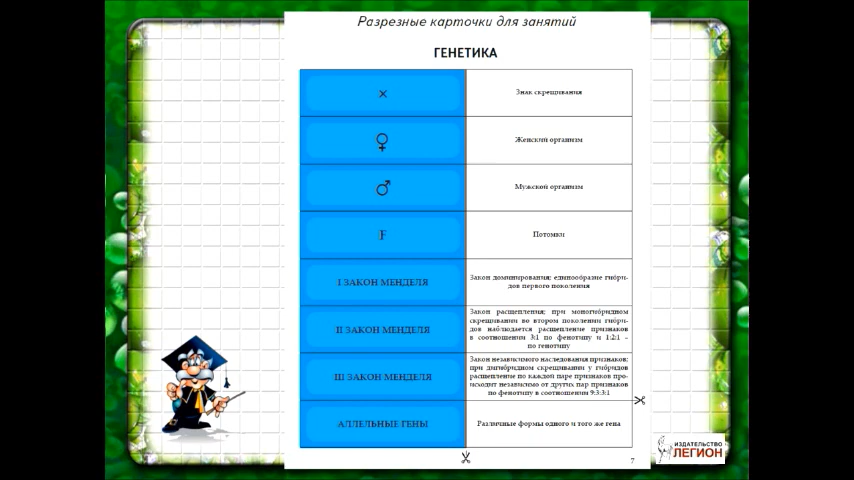 Разрезные карточки для занятий
ГЕНЕТИКА
×
Знак скрещивания
♀
Женский организм
♂
Мужской организм
F
Потомки
I ЗАКОН МЕНДЕЛЯ
Закон доминирования: единообразие гибри-
дов первого поколения
II ЗАКОН МЕНДЕЛЯ
Закон расщепления: при моногибридном
скрещивании во втором поколении гибри-
дов наблюдается расщепление признаков
в соотношении 3:1 по фенотипу и 1:2:1 –
по генотипу
III ЗАКОН МЕНДЕЛЯ
Закон независимого наследования признаков:
при дигибридном скрещивании у гибридов
расщепление по каждой паре признаков про-
исходит независимо от других пар признаков
по фенотипу в соотношении 9:3:3:1
АЛЛЕЛЬНЫЕ ГЕНЫ
Различные формы одного и того же гена
7
ИЗДАТЕЛЬСТВО
ЛЕГИОН